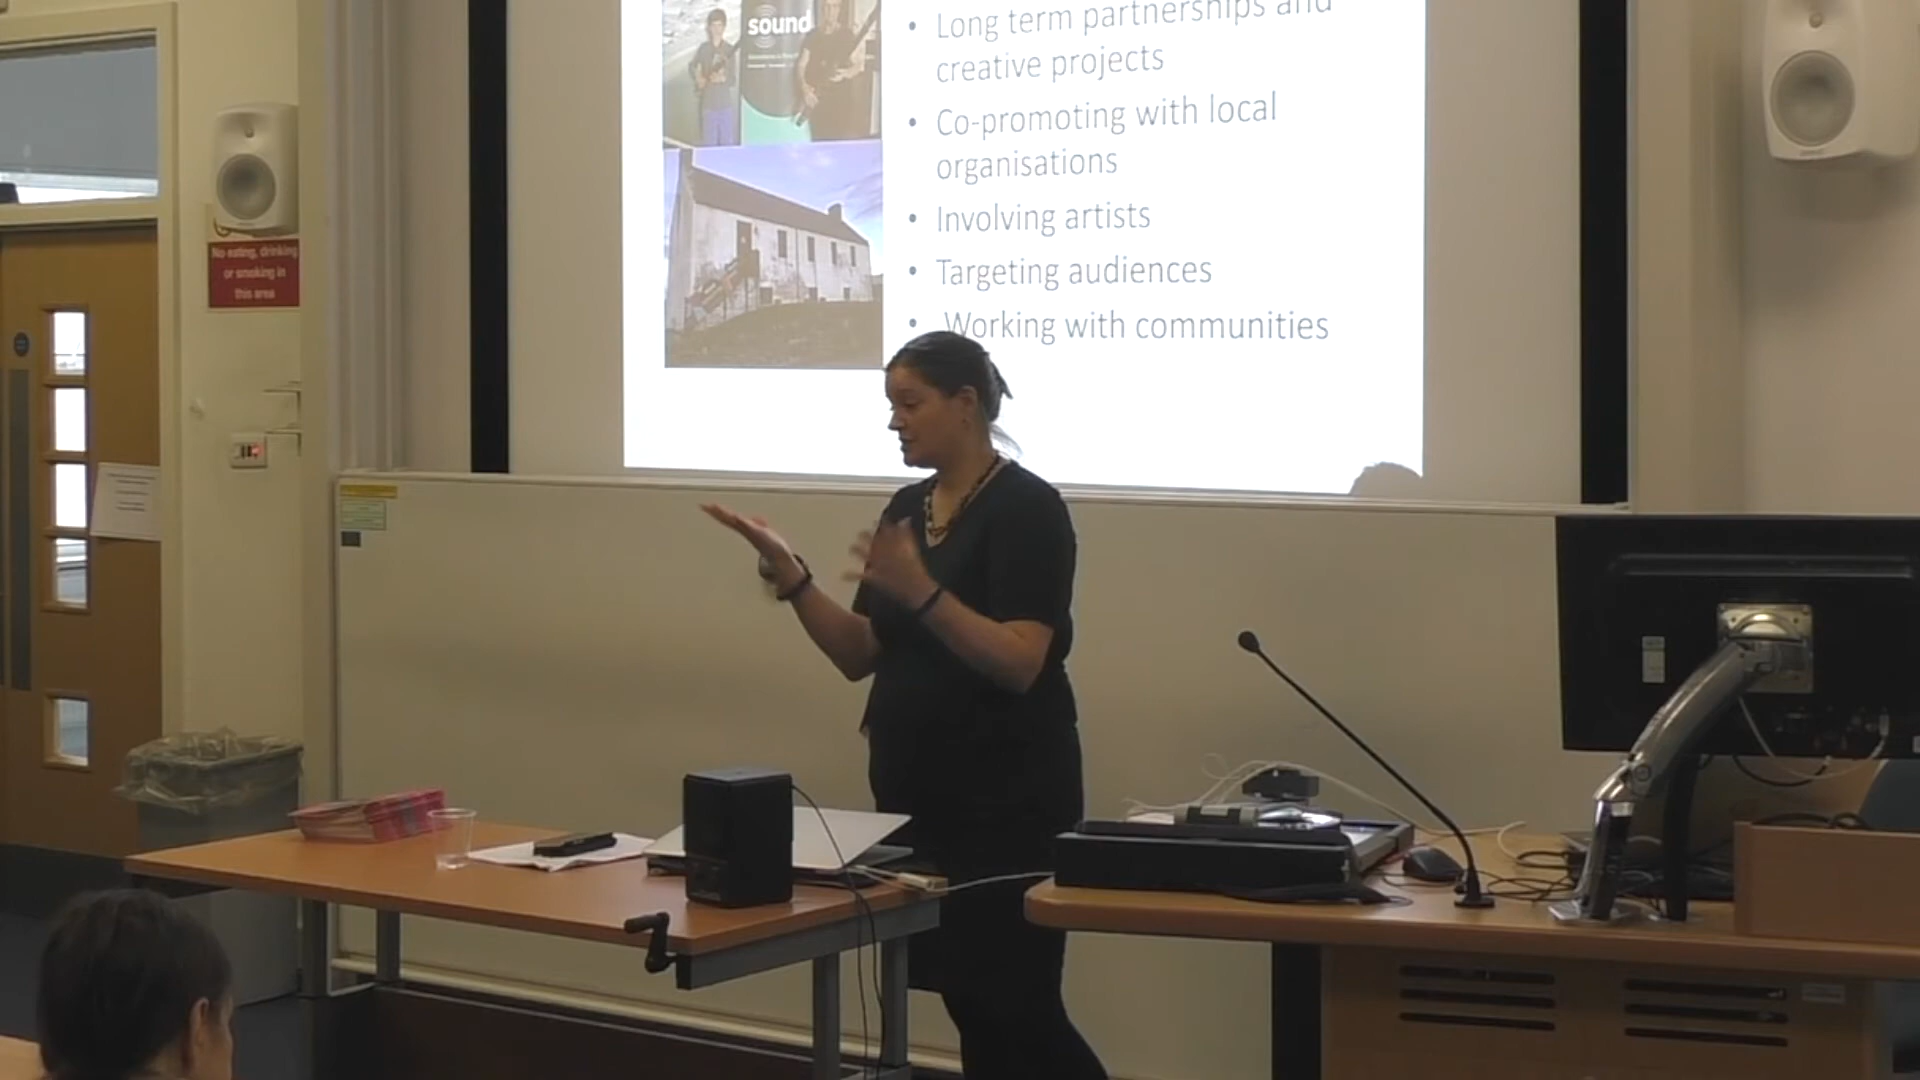 sound
• Long term partnerships and
creative projects
• Co-promoting with local
organisations
• Involving artists
• Targeting audiences
• Working with communities
No eating, drinking
or smoking in
this area